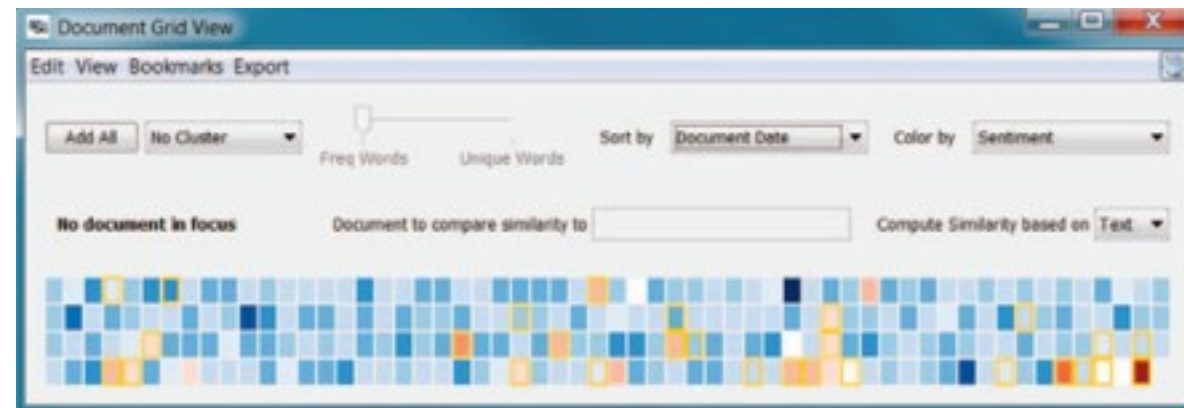 Document Grid View
Edit View Bookmarks Export
Add All No Cluster Freq Words Unique Words Sort by Document Date Color by Sentiment
No document in focus Document to compare similarity to Compute Similarity based on Text